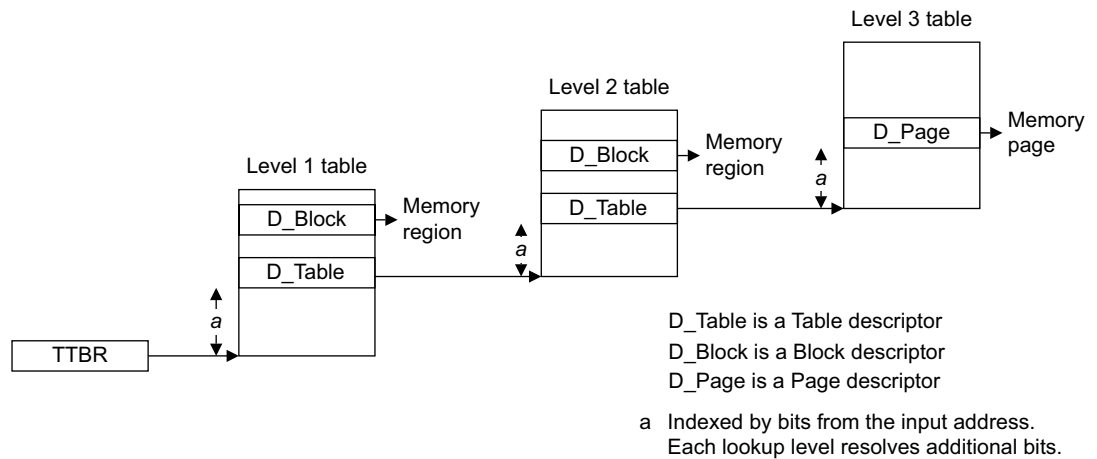 Level 3 table
Level 2 table
D_Page
Memory
page
D_Block
Memory
region
Level 1 table
a
D_Table
D_Block
Memory
region
a
D_Table
a
TTBR
D_Table is a Table descriptor
D_Block is a Block descriptor
D_Page is a Page descriptor
a Indexed by bits from the input address.
Each lookup level resolves additional bits.